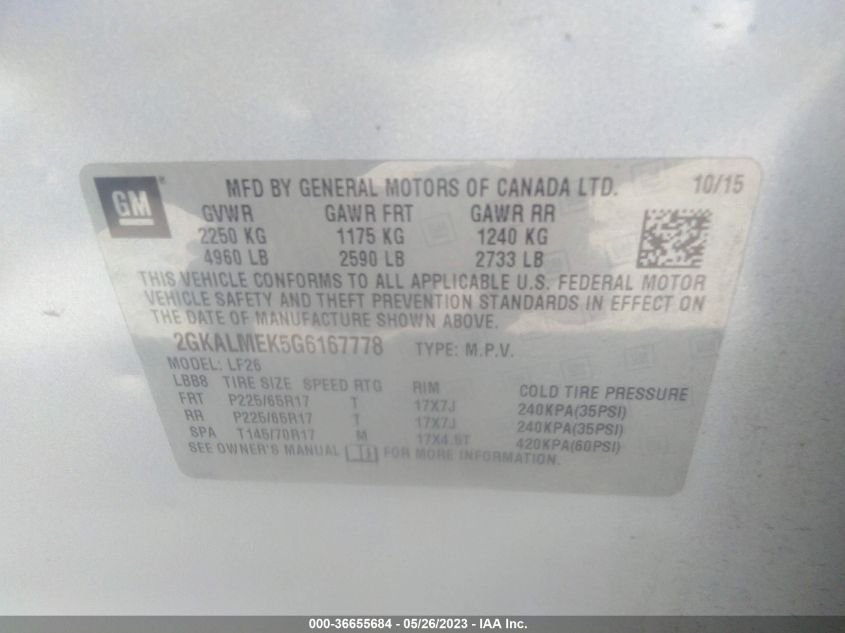 GM
MFD BY GENERAL MOTORS OF CANADA LTD. 10/15
GVWR GAWR FRT GAWR RR
2250 KG 1175 KG 1240 KG
4960 LB 2590 LB 2733 LB
THIS VEHICLE CONFORMS TO ALL APPLICABLE U.S. FEDERAL MOTOR
VEHICLE SAFETY AND THEFT PREVENTION STANDARDS IN EFFECT ON
THE DATE OF MANUFACTURE SHOWN ABOVE.
2GKALMEK5G6167778 TYPE: M.P.V.
MODEL: LF26
LBB8 TIRE SIZE SPEED RTG RIM COLD TIRE PRESSURE
FRT P225/65R17 T 17X7J 240KPA(35PSI)
RR P225/65R17 T 17X7J 240KPA(35PSI)
SPA T145/70R17 M 17X4.5T 420KPA(60PSI)
SEE OWNER'S MANUAL FOR MORE INFORMATION.
000-36655684 / 05/26/2023 - IAA Inc.